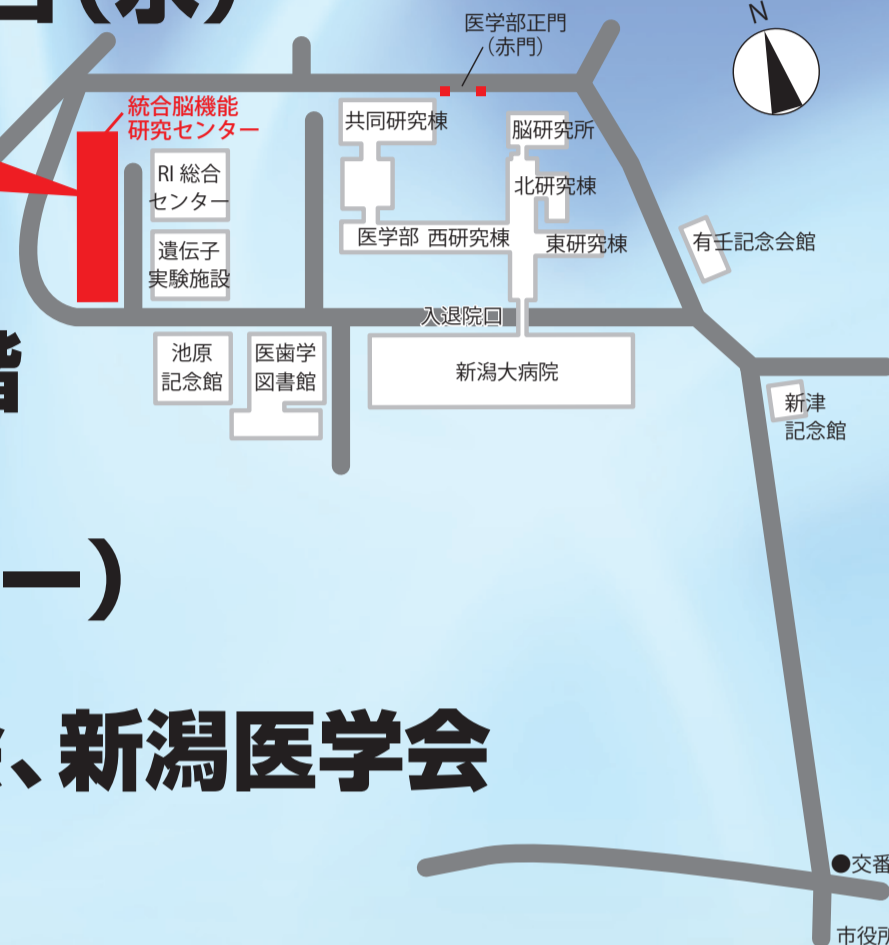 (水)
医学部正門
（赤門）
N
統合脳機能
研究センター
共同研究棟
脳研究所
RI 総合
センター
北研究棟
遺伝子
実験施設
医学部 西研究棟
東研究棟
有壬記念会館
入退院口
池原
記念館
医歯学
図書館
新潟大病院
新津
記念館
階
ー)
、新潟医学会
●交番
市役所